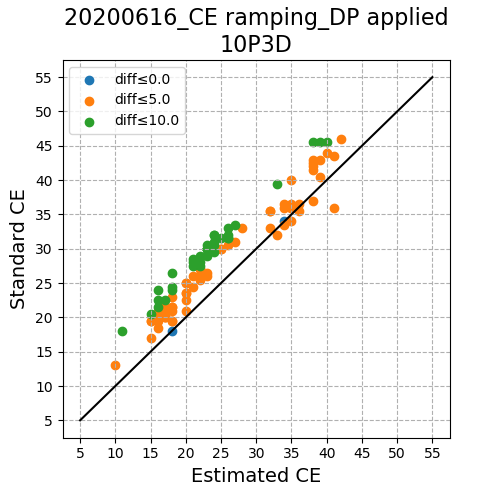 20200616_CE ramping_DP applied
10P3D
diff≤0.0
diff≤5.0
diff≤10.0
55
50
45
40
35
30
25
20
15
10
5
Standard CE
5 10 15 20 25 30 35 40 45 50 55
Estimated CE